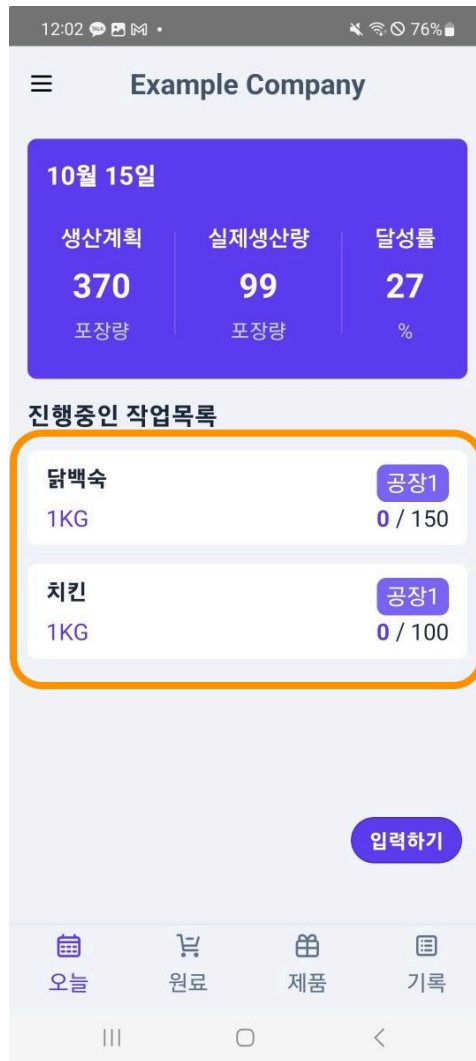 12:02
76%
Example Company
10월 15일
생산계획 실제생산량 달성률
370 99 27
포장량 포장량 %
진행중인 작업목록
닭백숙 공장1
1KG 0 / 150
치킨 공장1
1KG 0 / 100
입력하기
오늘 원료 제품 기록